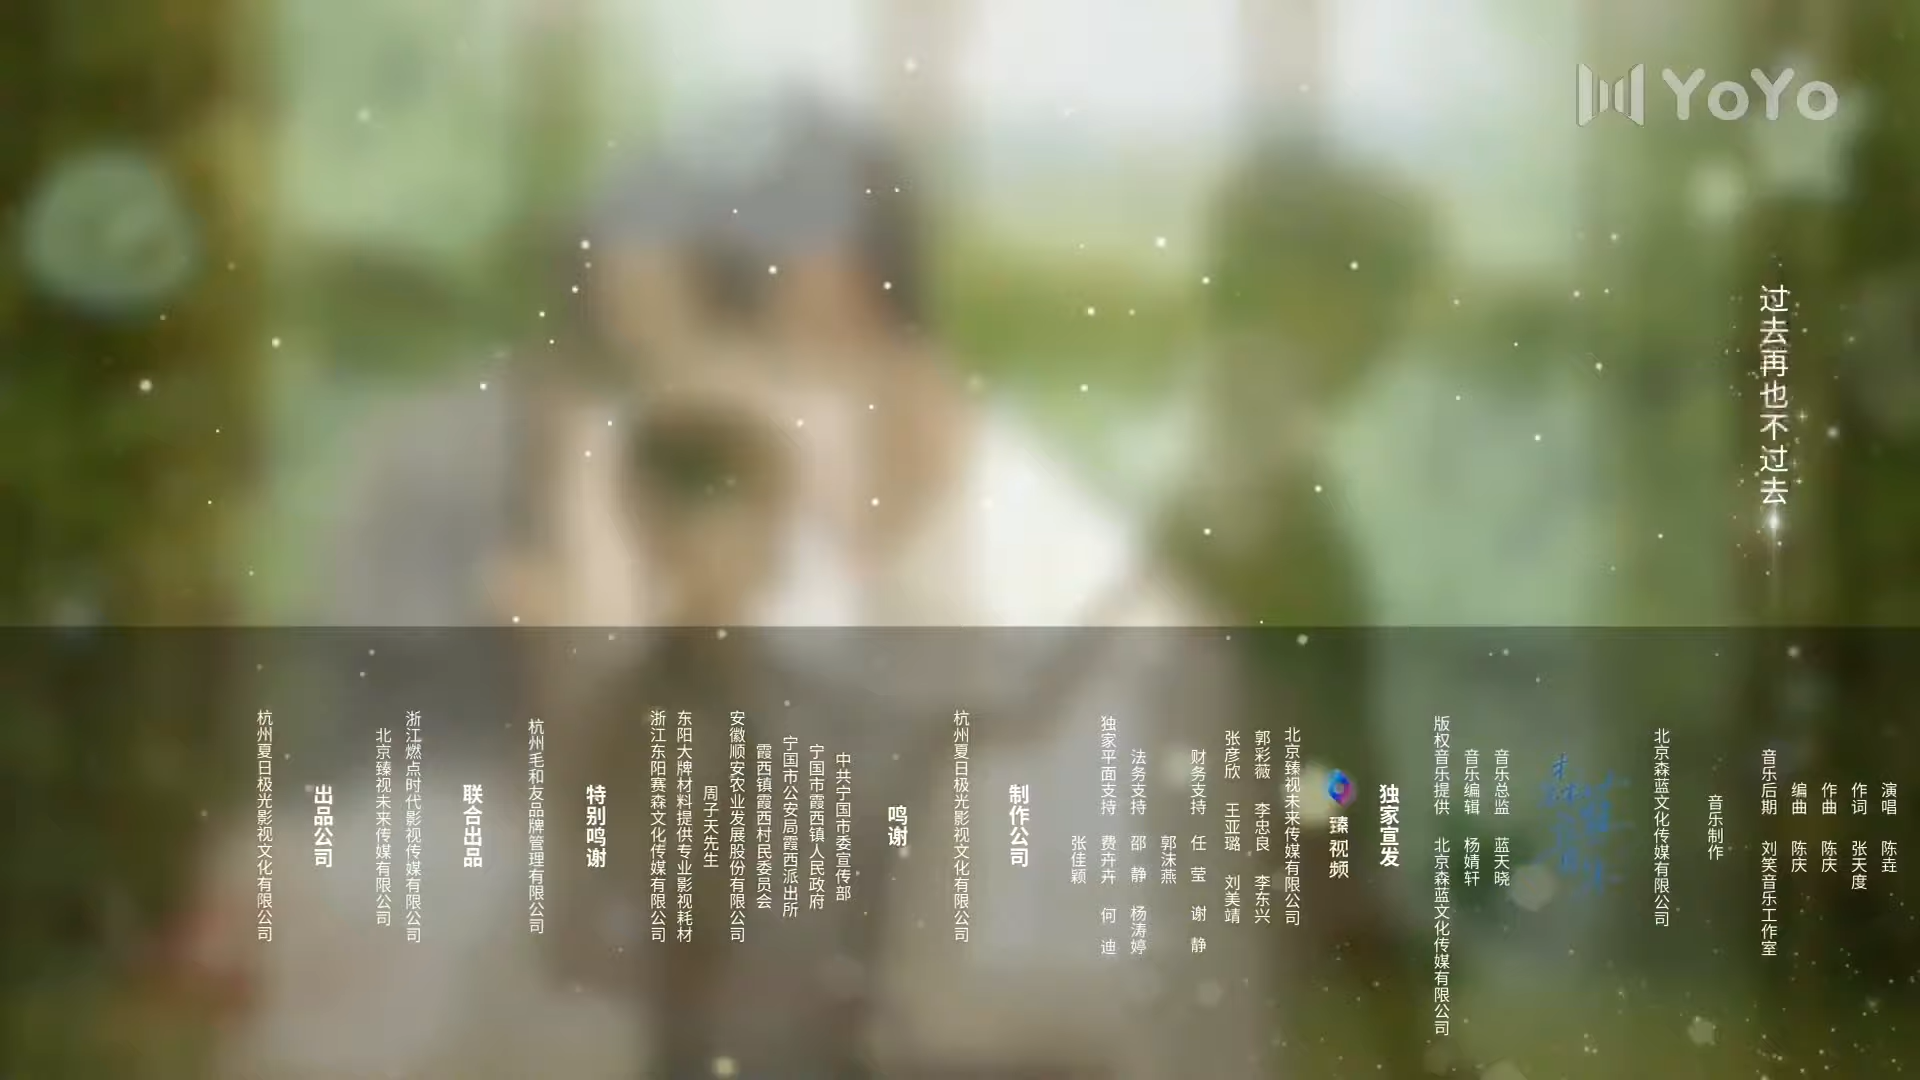 YoYo
过去再也不过去
演唱 陈垚
作词 张天度
作曲 陈庆
编曲 陈庆
音乐后期 刘笑音乐工作室
音乐制作
北京森蓝文化传媒有限公司
音乐总监 蓝天晓
音乐编辑 杨婧轩
版权音乐提供 北京森蓝文化传媒有限公司
独家宣发
臻视频
北京臻视未来传媒有限公司
郭彩薇 李忠良 李东兴
张彦欣 王亚璐 刘美靖
财务支持 任莹 谢静
郭沫燕
法务支持 邵静 杨涛婷
独家平面支持 费卉卉 何迪
张佳颖
制作公司
杭州夏日极光影视文化有限公司
鸣谢
中共宁国市委宣传部
宁国市霞西镇人民政府
宁国市公安局霞西派出所
霞西镇霞西村民委员会
安徽顺安农业发展股份有限公司
周子天先生
东阳大牌材料提供专业影视耗材
浙江东阳赛森文化传媒有限公司
特别鸣谢
杭州毛和友品牌管理有限公司
联合出品
浙江燃点时代影视传媒有限公司
北京臻视未来传媒有限公司
出品公司
杭州夏日极光影视文化有限公司